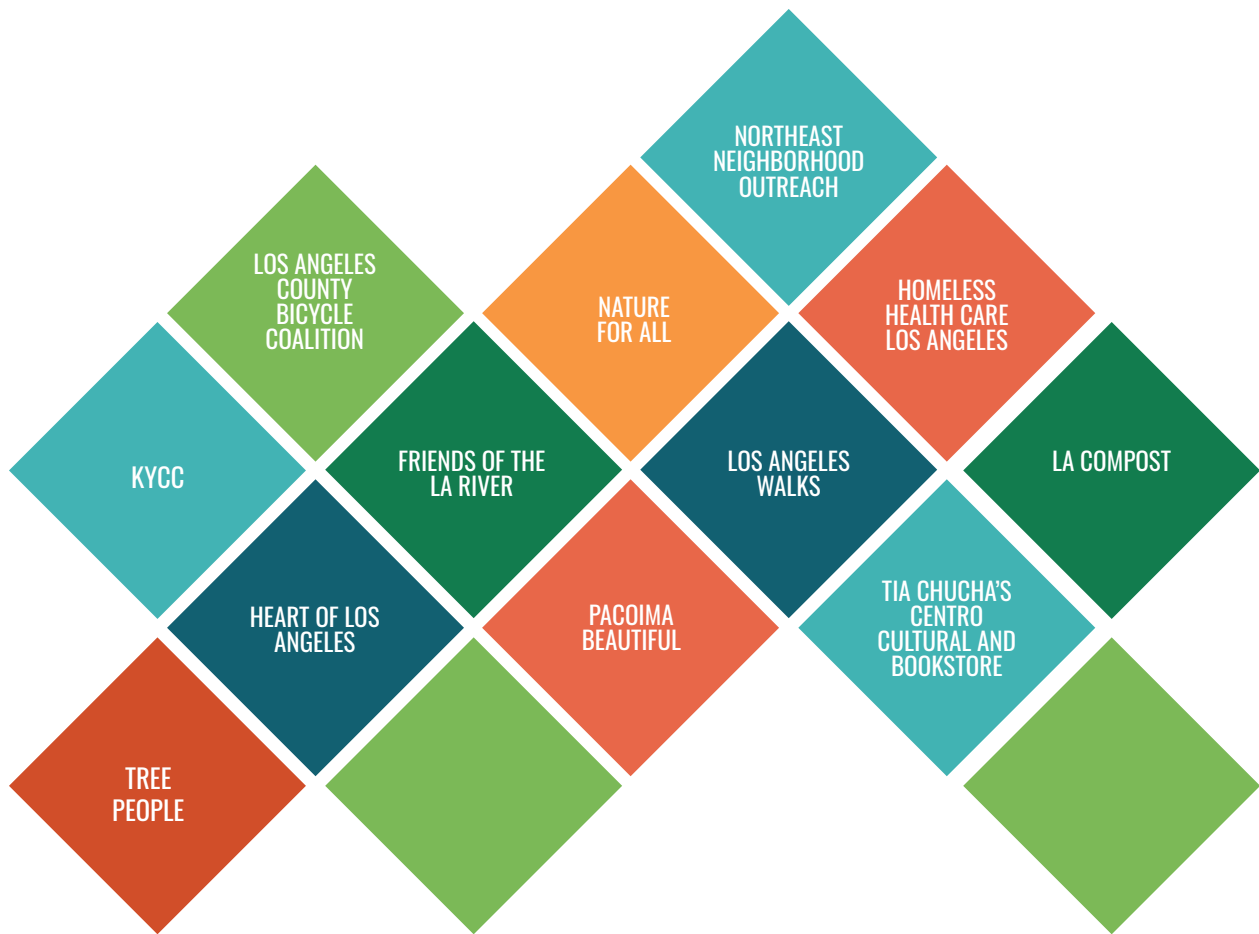 NORTHEAST
NEIGHBORHOOD
OUTREACH
LOS ANGELES
COUNTY
BICYCLE
COALITION
NATURE
FOR ALL
HOMELESS
HEALTH CARE
LOS ANGELES
KYCC
FRIENDS OF THE
LA RIVER
LOS ANGELES
WALKS
LA COMPOST
HEART OF LOS
ANGELES
PACOIMA
BEAUTIFUL
TIA CHUCHA’S
CENTRO
CULTURAL AND
BOOKSTORE
TREE
PEOPLE